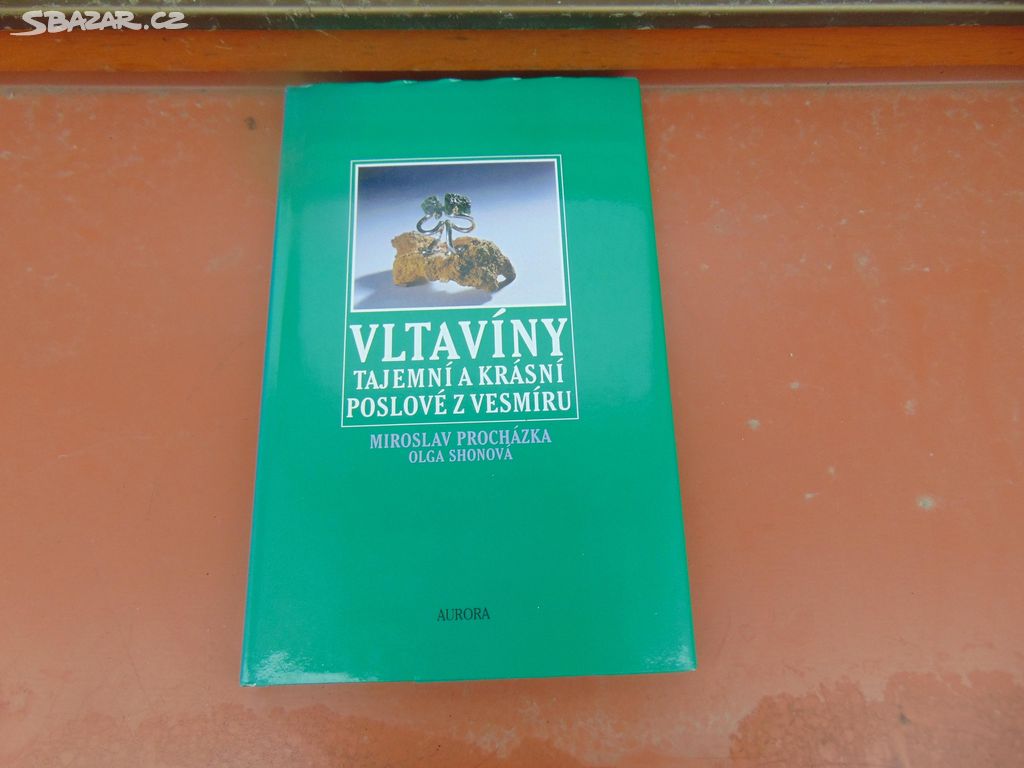 SBAZAR.CZ
VLTAVÍNY
TAJEMNÍ A KRÁSNÍ
POSLOVÉ Z VESMÍRU
MIROSLAV PROCHÁZKA
OLGA SHONOVÁ
AURORA